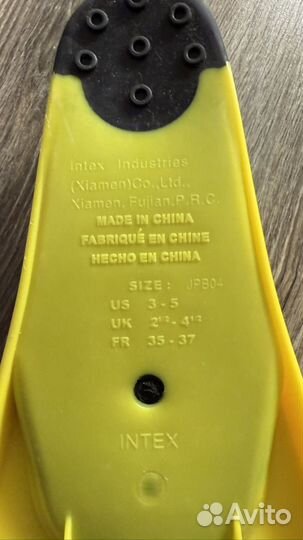 Intex Industries
(Xiamen)Co.,Ltd.,
Xiamen, Fujian,P.R.C.
MADE IN CHINA
FABRIQUÉ EN CHINE
HECHO EN CHINA
SIZE: JPB04
US 3 - 5
UK 2½ - 4½
FR 35 - 37
INTEX
Avito